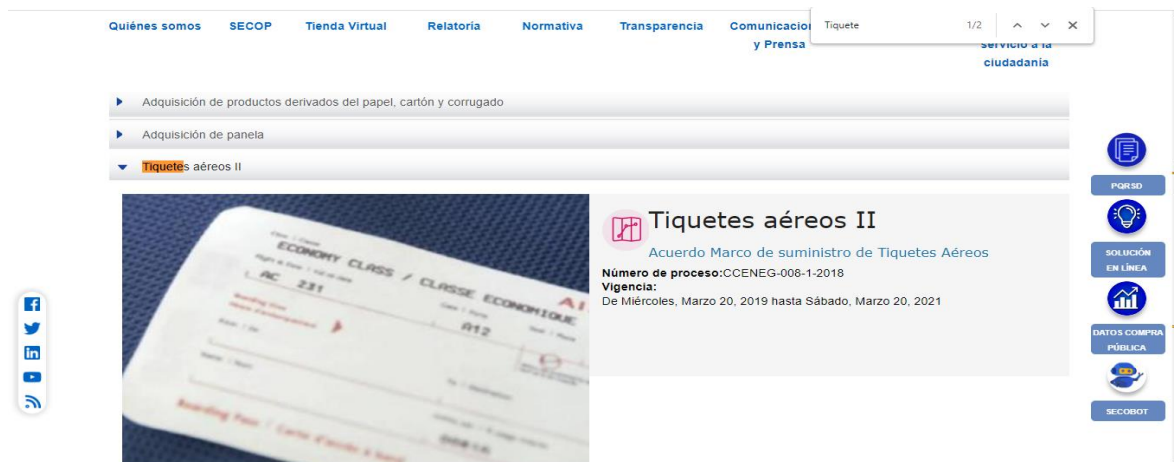 Quiénes somos SECOP Tienda Virtual Relatoría Normativa Transparencia Comunicacion
y Prensa
servicio a la
ciudadanía
Tiquete 1/2
Adquisición de productos derivados del papel, cartón y corrugado
Adquisición de panela
Tiquetes aéreos II
Tiquetes aéreos II
Acuerdo Marco de suministro de Tiquetes Aéreos
Número de proceso:CCENEG-008-1-2018
Vigencia:
De Miércoles, Marzo 20, 2019 hasta Sábado, Marzo 20, 2021
ECONOMY CLASS / CLASSE ECONOMIQUE
AC 231
A12
PQRSD
SOLUCIÓN
EN LÍNEA
DATOS COMPRA
PÚBLICA
SECOBOT